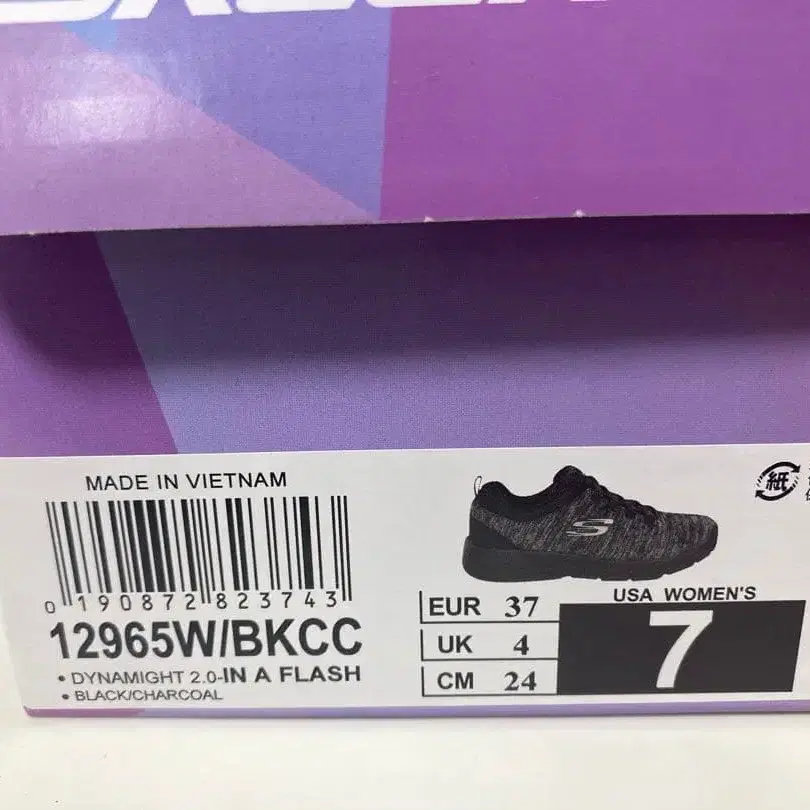 MADE IN VIETNAM
0 190872 823743
12965W/BKCC
• DYNAMIGHT 2.0-IN A FLASH
• BLACK/CHARCOAL
EUR 37
UK 4
CM 24
USA WOMEN'S
7
紙